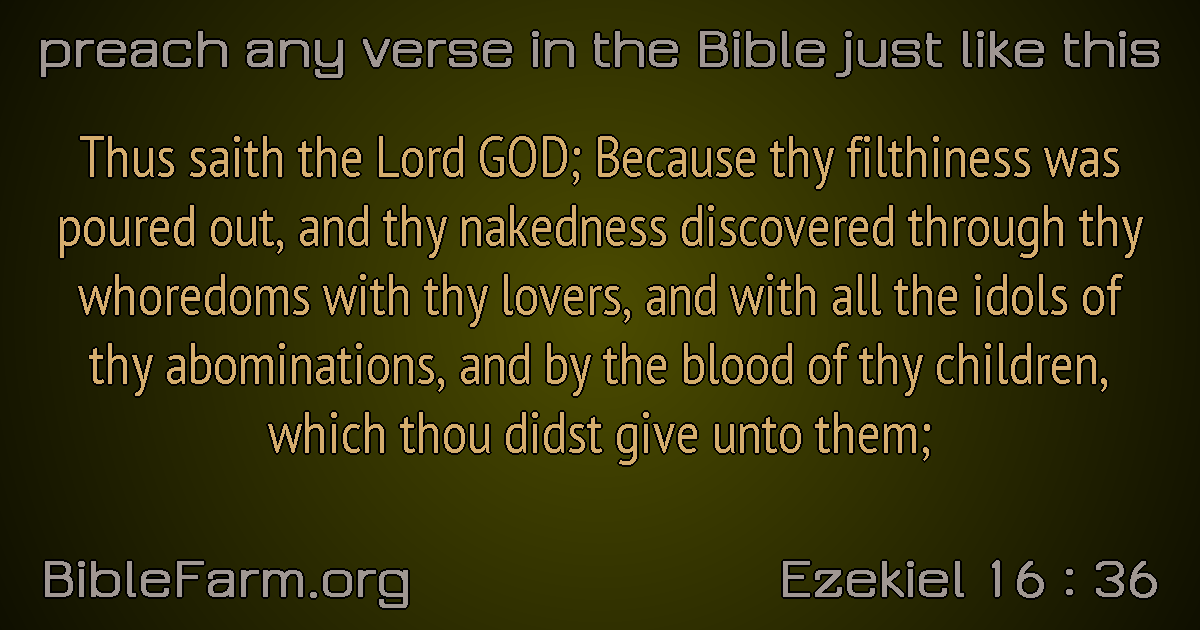 preach any verse in the Bible just like this
Thus saith the Lord GOD; Because thy filthiness was
poured out, and thy nakedness discovered through thy
whoredoms with thy lovers, and with all the idols of
thy abominations, and by the blood of thy children,
which thou didst give unto them;
BibleFarm.org
Ezekiel 16 : 36